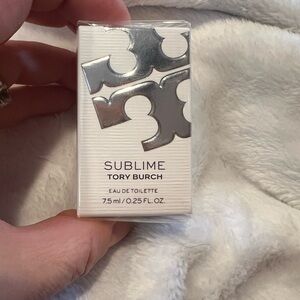 SUBLIME
TORY BURCH
EAU DE TOILETTE
7.5 ml / 0.25 FL. OZ.